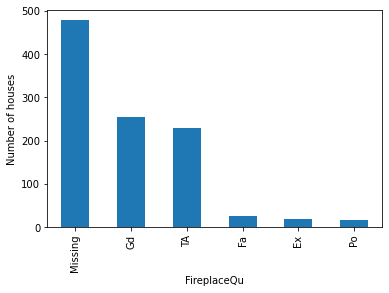 500
400
300
200
100
0
Number of houses
Missing
Gd
TA
Fa
Ex
Po
FireplaceQu